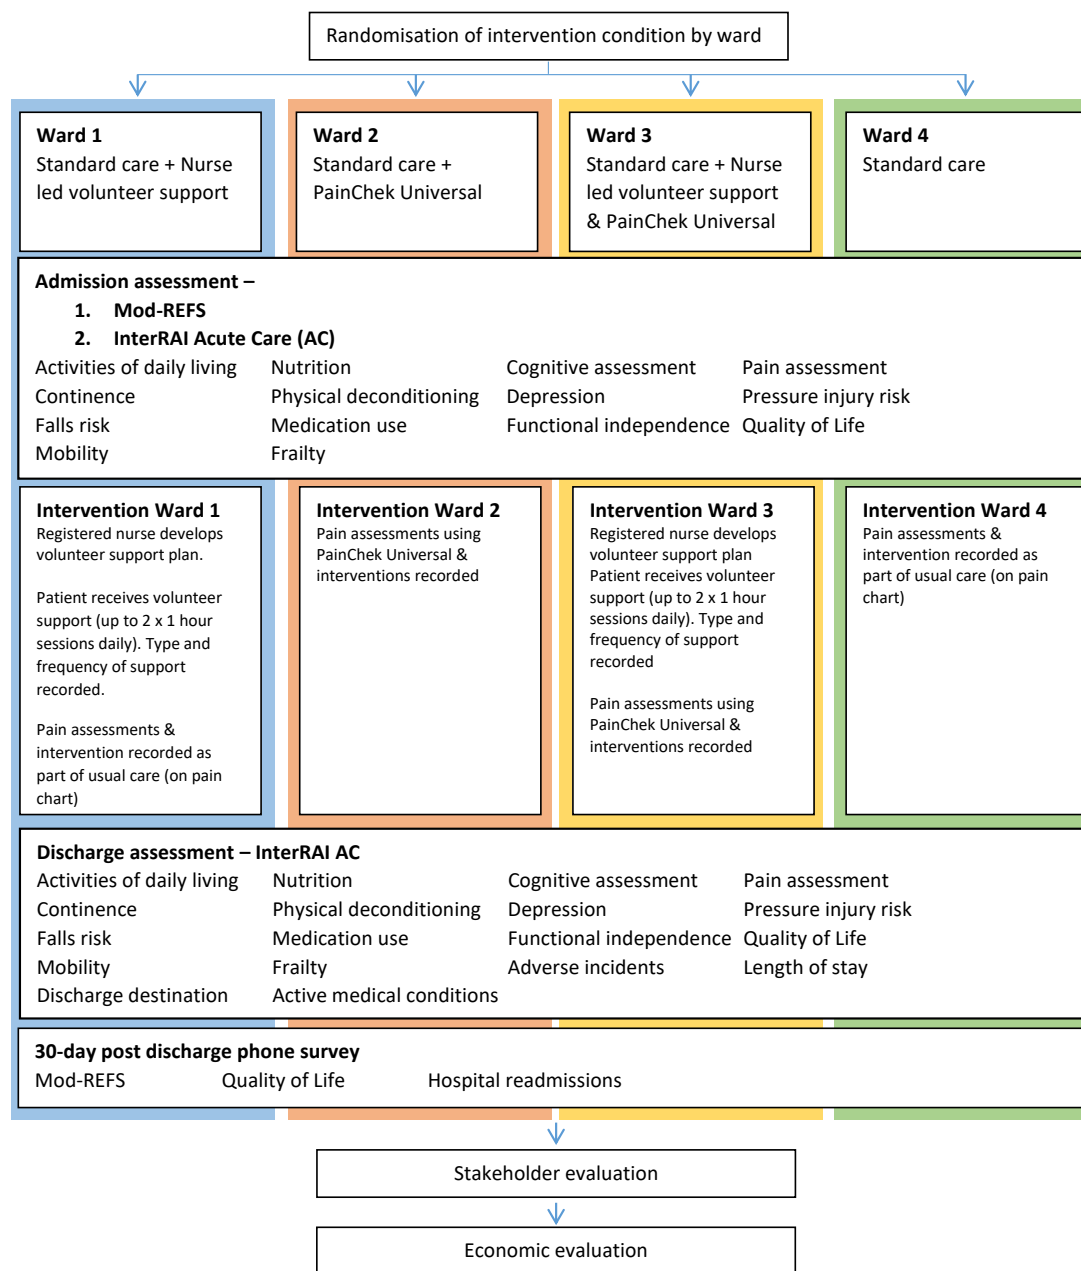 Randomisation of intervention condition by ward
Ward 1
Standard care + Nurse
led volunteer support
Ward 2
Standard care +
PainChek Universal
Ward 3
Standard care + Nurse
led volunteer support
& PainChek Universal
Ward 4
Standard care
Admission assessment –
1. Mod-REFS
2. InterRAI Acute Care (AC)
Activities of daily living Nutrition Cognitive assessment Pain assessment
Continence Physical deconditioning Depression Pressure injury risk
Falls risk Medication use Functional independence Quality of Life
Mobility Frailty
Intervention Ward 1
Registered nurse develops
volunteer support plan.
Patient receives volunteer
support (up to 2 x 1 hour
sessions daily). Type and
frequency of support
recorded.
Pain assessments &
intervention recorded as
part of usual care (on pain
chart)
Intervention Ward 2
Pain assessments using
PainChek Universal &
interventions recorded
Intervention Ward 3
Registered nurse develops
volunteer support plan
Patient receives volunteer
support (up to 2 x 1 hour
sessions daily). Type and
frequency of support
recorded
Pain assessments using
PainChek Universal &
interventions recorded
Intervention Ward 4
Pain assessments &
intervention recorded as
part of usual care (on pain
chart)
Discharge assessment – InterRAI AC
Activities of daily living Nutrition Cognitive assessment Pain assessment
Continence Physical deconditioning Depression Pressure injury risk
Falls risk Medication use Functional independence Quality of Life
Mobility Frailty Adverse incidents Length of stay
Discharge destination Active medical conditions
30-day post discharge phone survey
Mod-REFS Quality of Life Hospital readmissions
Stakeholder evaluation
Economic evaluation